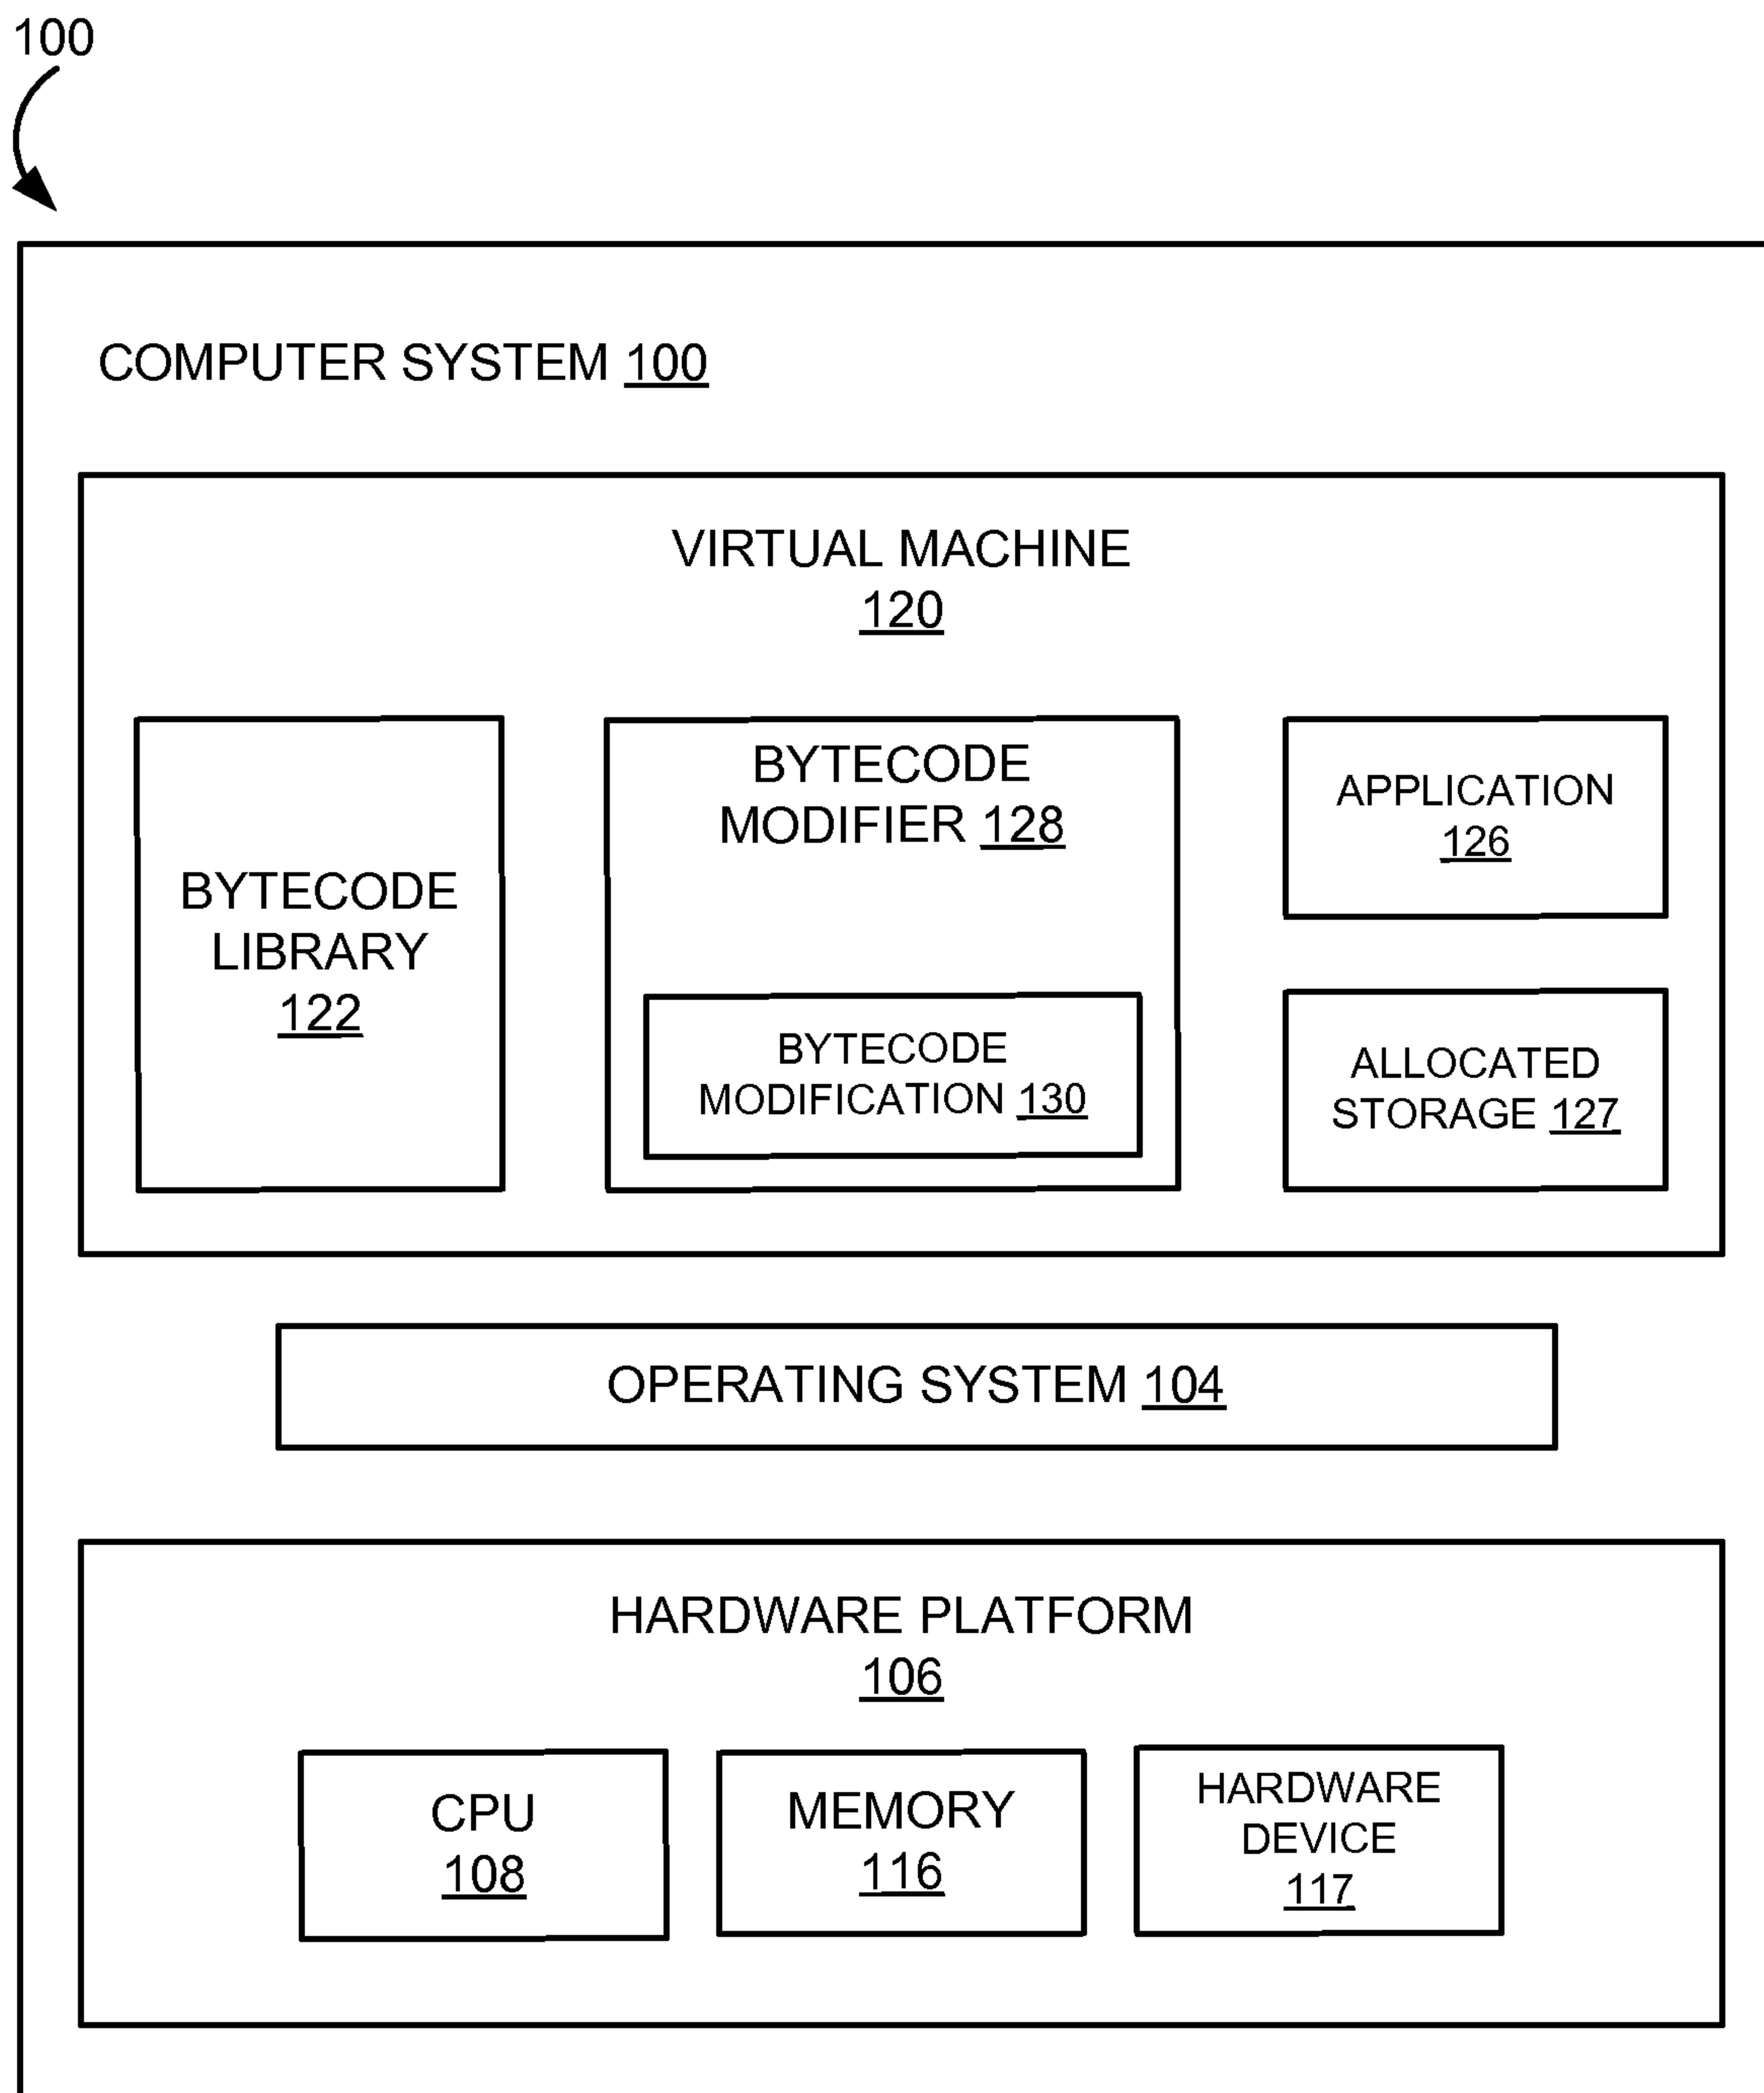 100
COMPUTER SYSTEM 100
VIRTUAL MACHINE
120
BYTECODE
LIBRARY
122
BYTECODE
MODIFIER 128
BYTECODE
MODIFICATION 130
APPLICATION
126
ALLOCATED
STORAGE 127
OPERATING SYSTEM 104
HARDWARE PLATFORM
106
CPU
108
MEMORY
116
HARDWARE
DEVICE
117